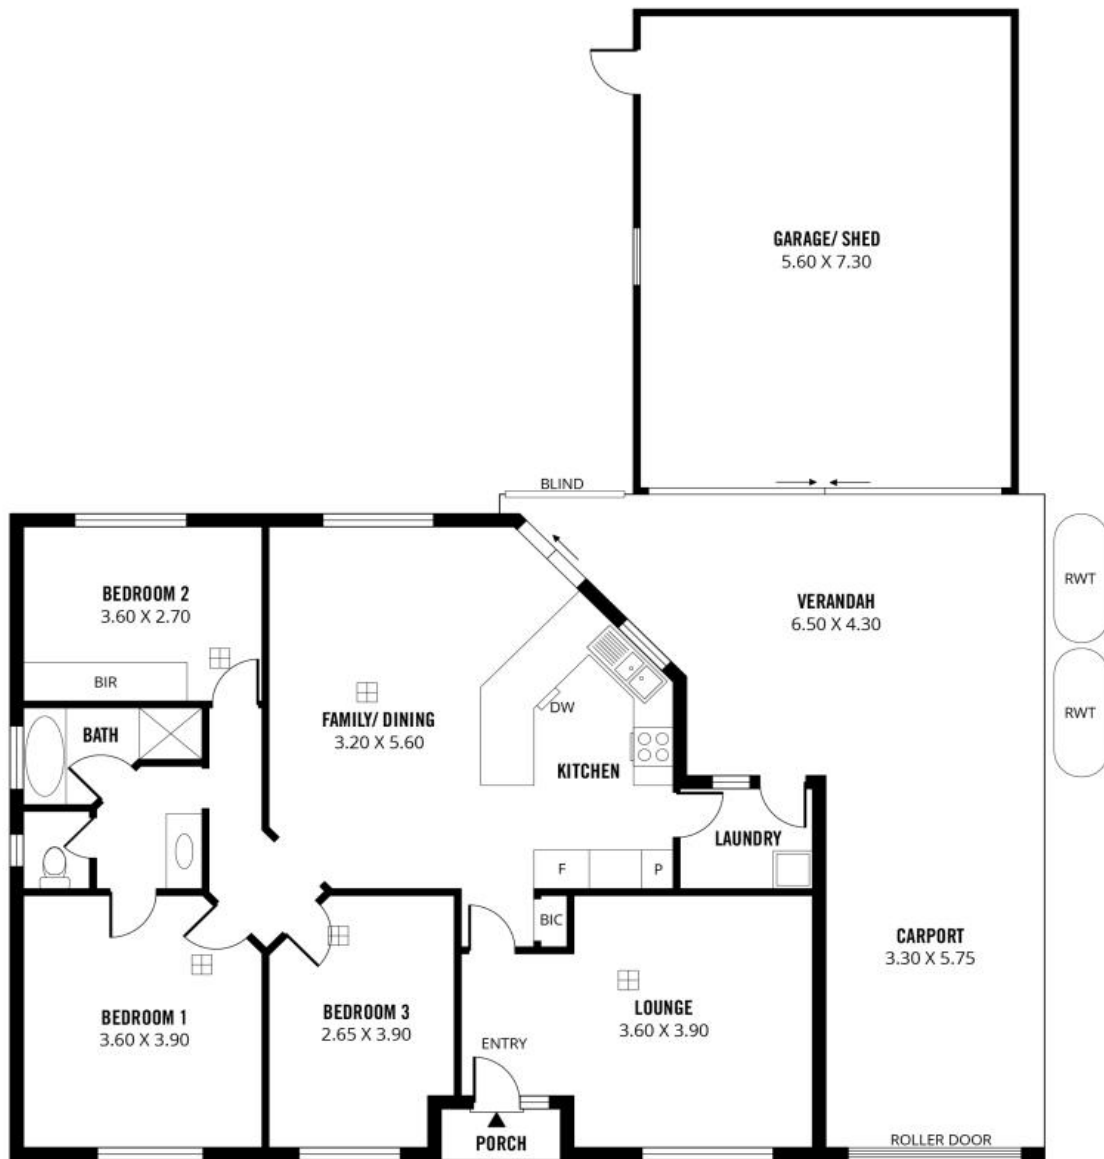 GARAGE/ SHED
5.60 X 7.30
BLIND
BEDROOM 2
3.60 X 2.70
BIR
VERANDAH
6.50 X 4.30
RWT
RWT
BATH
FAMILY/ DINING
3.20 X 5.60
DW
KITCHEN
LAUNDRY
F
P
BIC
CARPORT
3.30 X 5.75
BEDROOM 1
3.60 X 3.90
BEDROOM 3
2.65 X 3.90
LOUNGE
3.60 X 3.90
ENTRY
PORCH
ROLLER DOOR